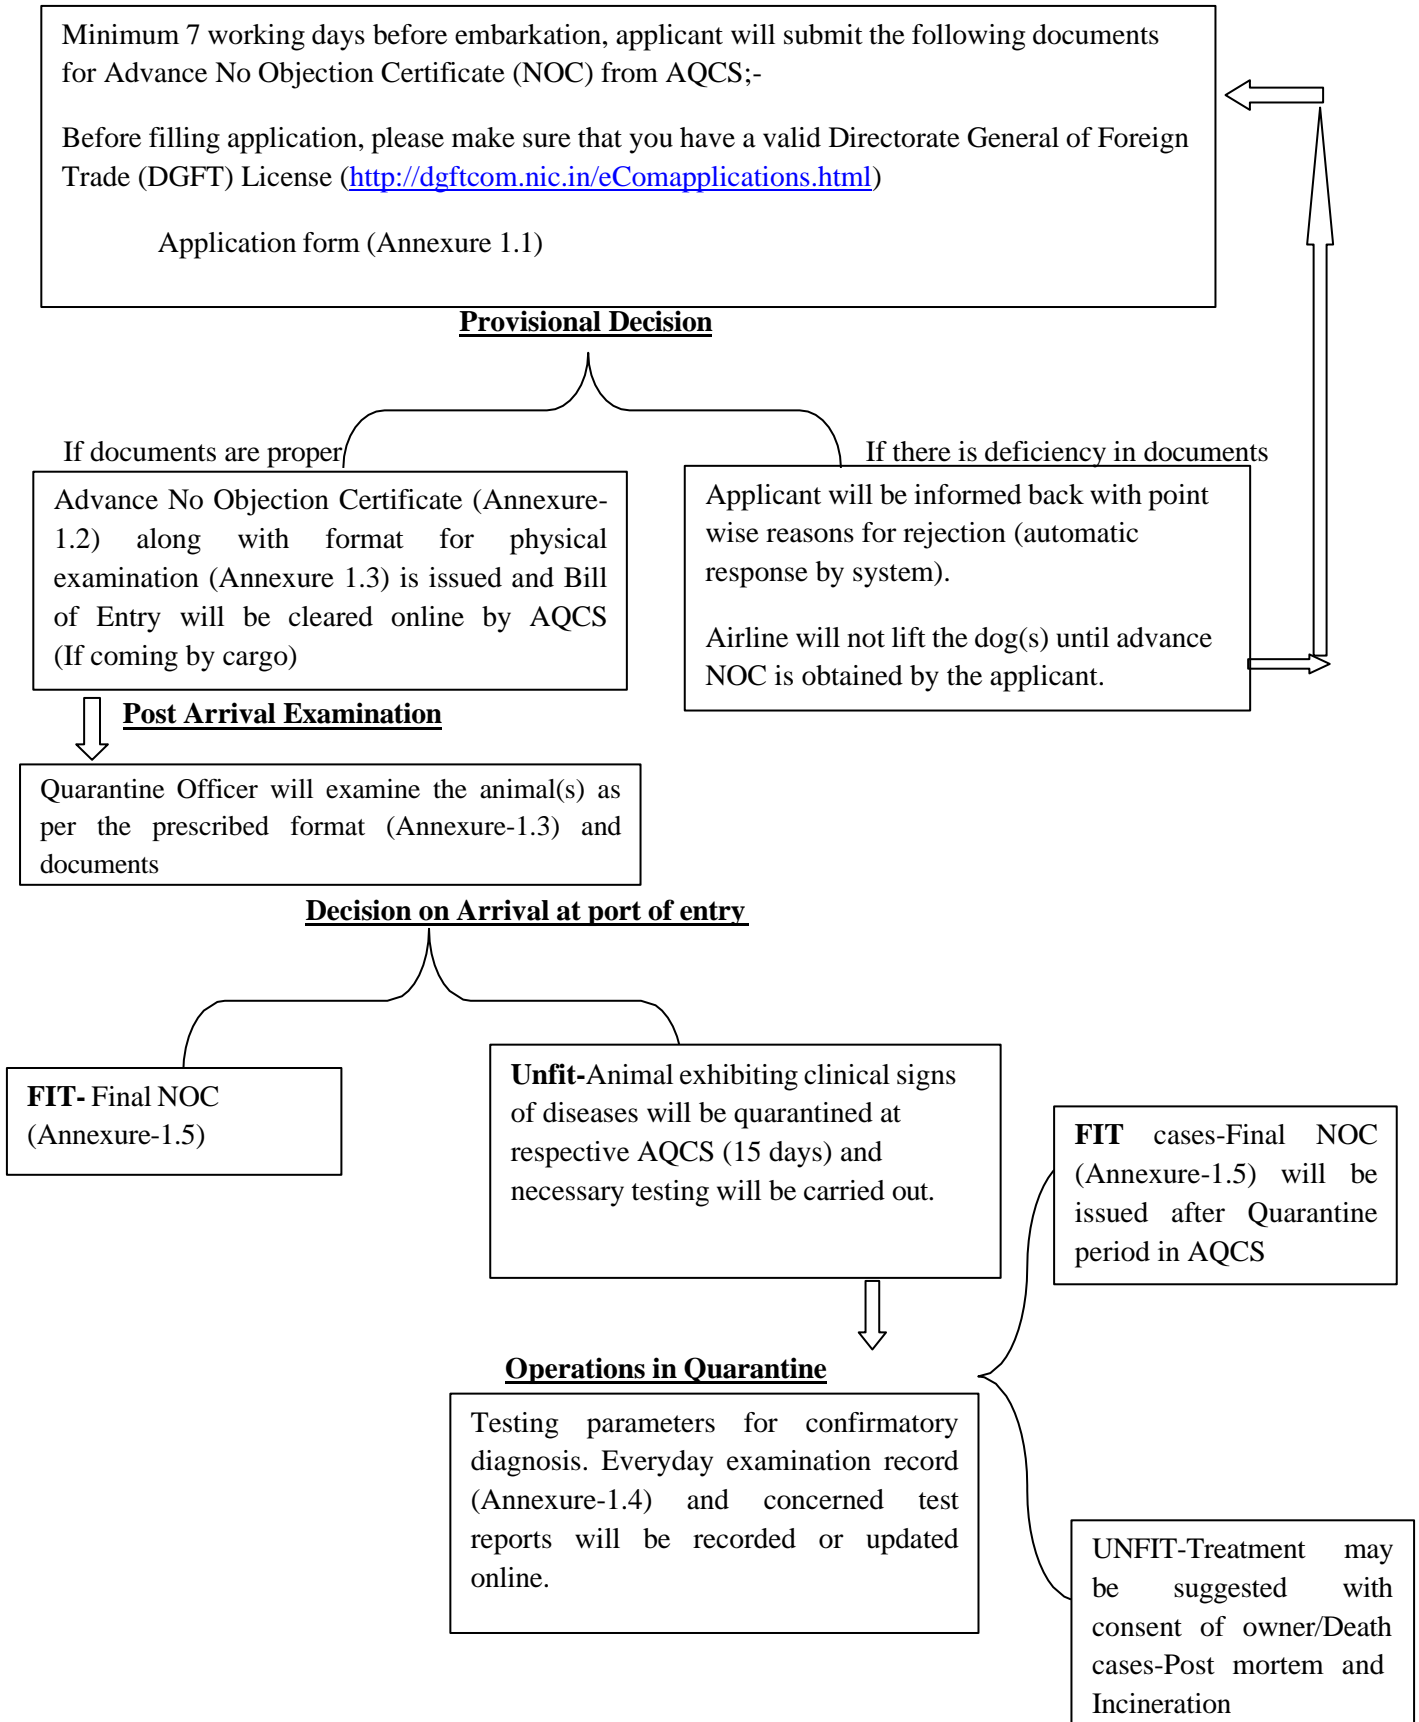 Minimum 7 working days before embarkation, applicant will submit the following documents
for Advance No Objection Certificate (NOC) from AQCS;-
Before filling application, please make sure that you have a valid Directorate General of Foreign
Trade (DGFT) License (http://dgftcom.nic.in/eComapplications.html)
Application form (Annexure 1.1)
Provisional Decision
If documents are proper
Advance No Objection Certificate (Annexure-
1.2) along with format for physical
examination (Annexure 1.3) is issued and Bill
of Entry will be cleared online by AQCS
(If coming by cargo)
If there is deficiency in documents
Applicant will be informed back with point
wise reasons for rejection (automatic
response by system).
Airline will not lift the dog(s) until advance
NOC is obtained by the applicant.
Post Arrival Examination
Quarantine Officer will examine the animal(s) as
per the prescribed format (Annexure-1.3) and
documents
Decision on Arrival at port of entry
FIT- Final NOC
(Annexure-1.5)
Unfit-Animal exhibiting clinical signs
of diseases will be quarantined at
respective AQCS (15 days) and
necessary testing will be carried out.
Operations in Quarantine
Testing parameters for confirmatory
diagnosis. Everyday examination record
(Annexure-1.4) and concerned test
reports will be recorded or updated
online.
FIT cases-Final NOC
(Annexure-1.5) will be
issued after Quarantine
period in AQCS
UNFIT-Treatment may
be suggested with
consent of owner/Death
cases-Post mortem and
Incineration